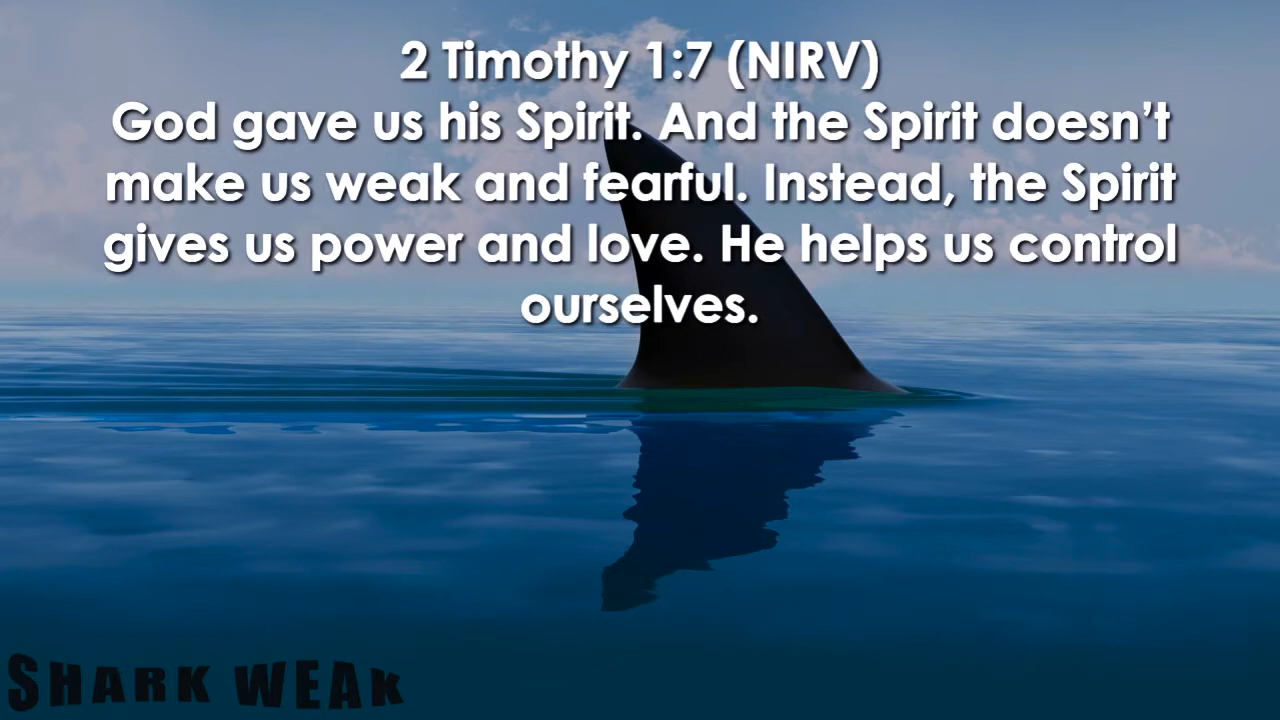 2 Timothy 1:7 (NIRV)
God gave us his Spirit. And the Spirit doesn’t
make us weak and fearful. Instead, the Spirit
gives us power and love. He helps us control
ourselves.
SHARK WEAK